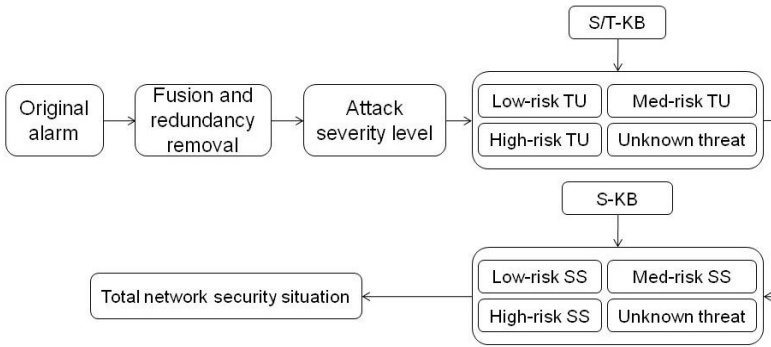 S/T-KB
Original
alarm
Fusion and
redundancy
removal
Attack
severity level
Low-risk TU
Med-risk TU
High-risk TU
Unknown threat
S-KB
Low-risk SS
Med-risk SS
High-risk SS
Unknown threat
Total network security situation